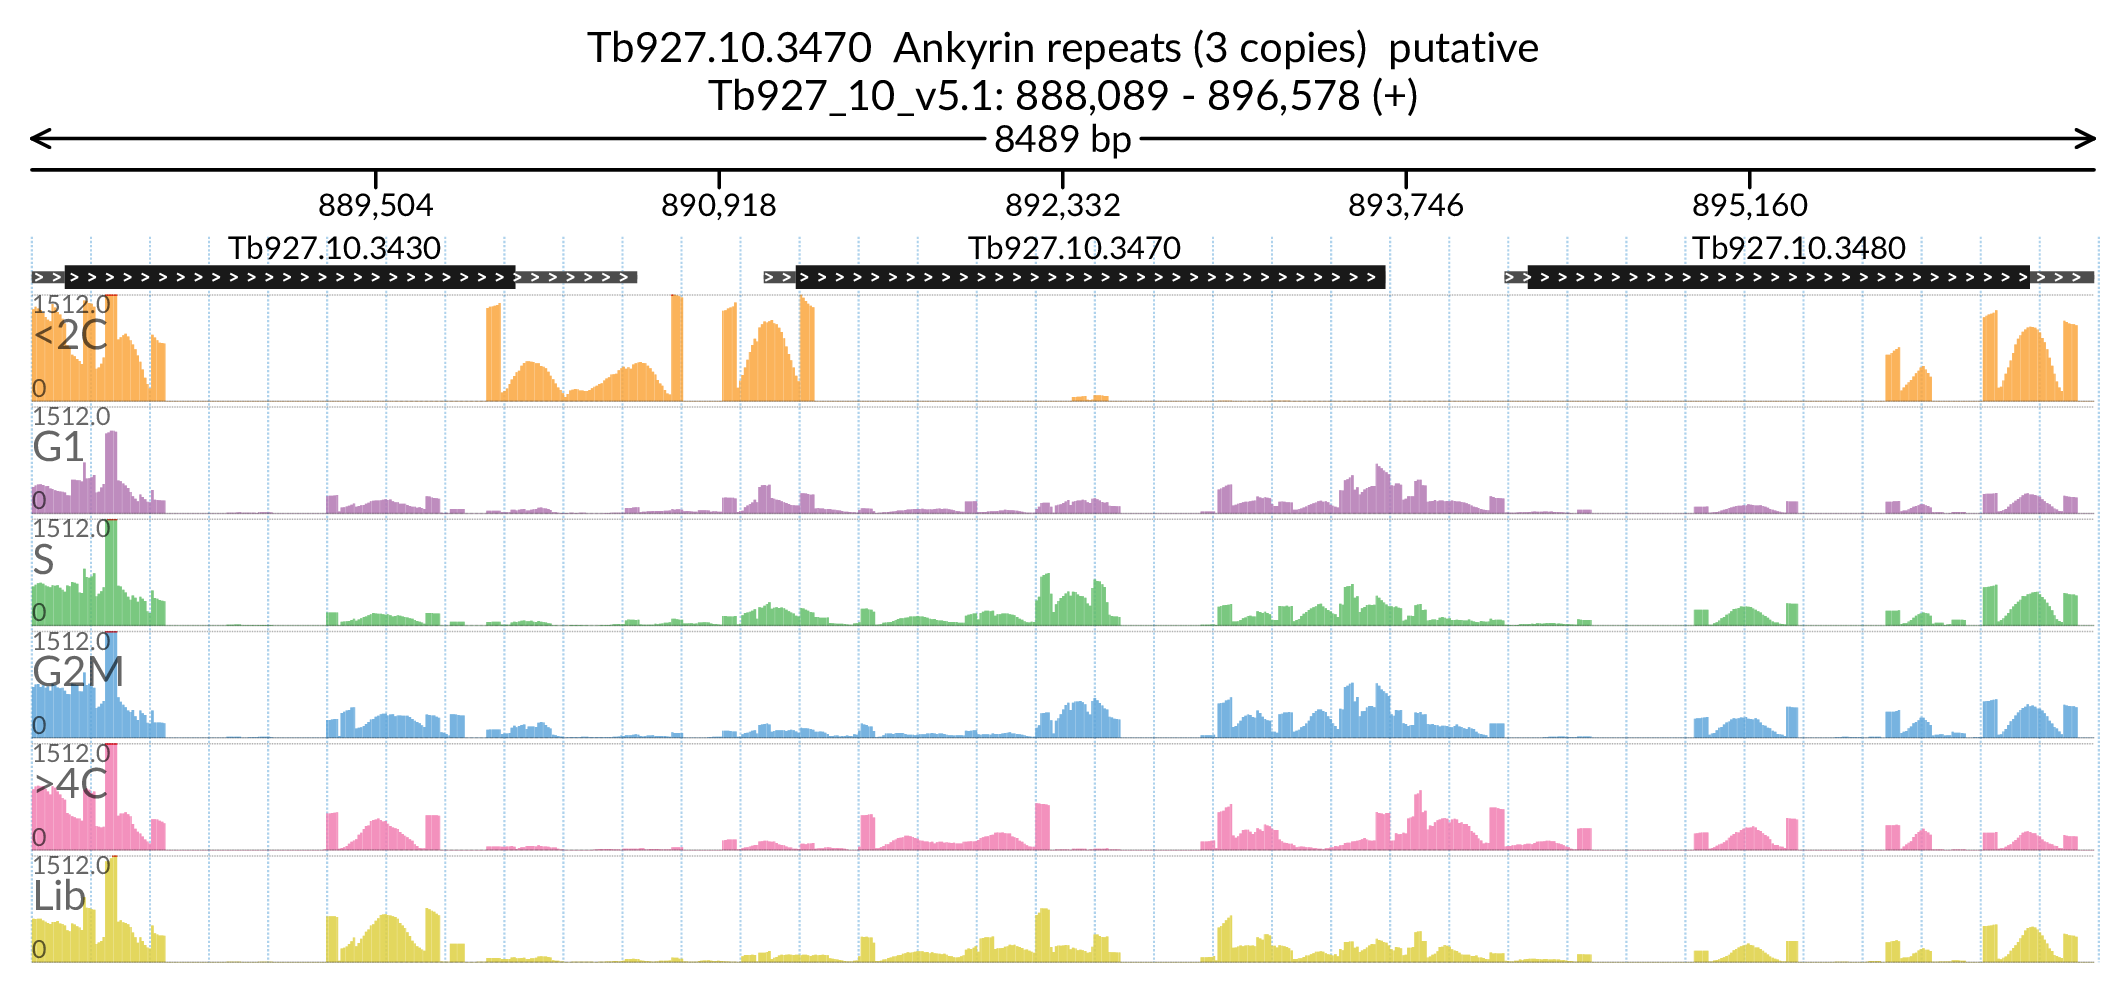 Tb927.10.3470  Ankyrin repeats (3 copies)  putative
Tb927_10_v5.1: 888,089 - 896,578 (+)
8489 bp
889,504 890,918 892,332 893,746 895,160
Tb927.10.3430 Tb927.10.3470 Tb927.10.3480
1512.0
<2C
0
1512.0
G1
0
1512.0
S
0
1512.0
G2M
0
1512.0
>4C
0
1512.0
Lib
0